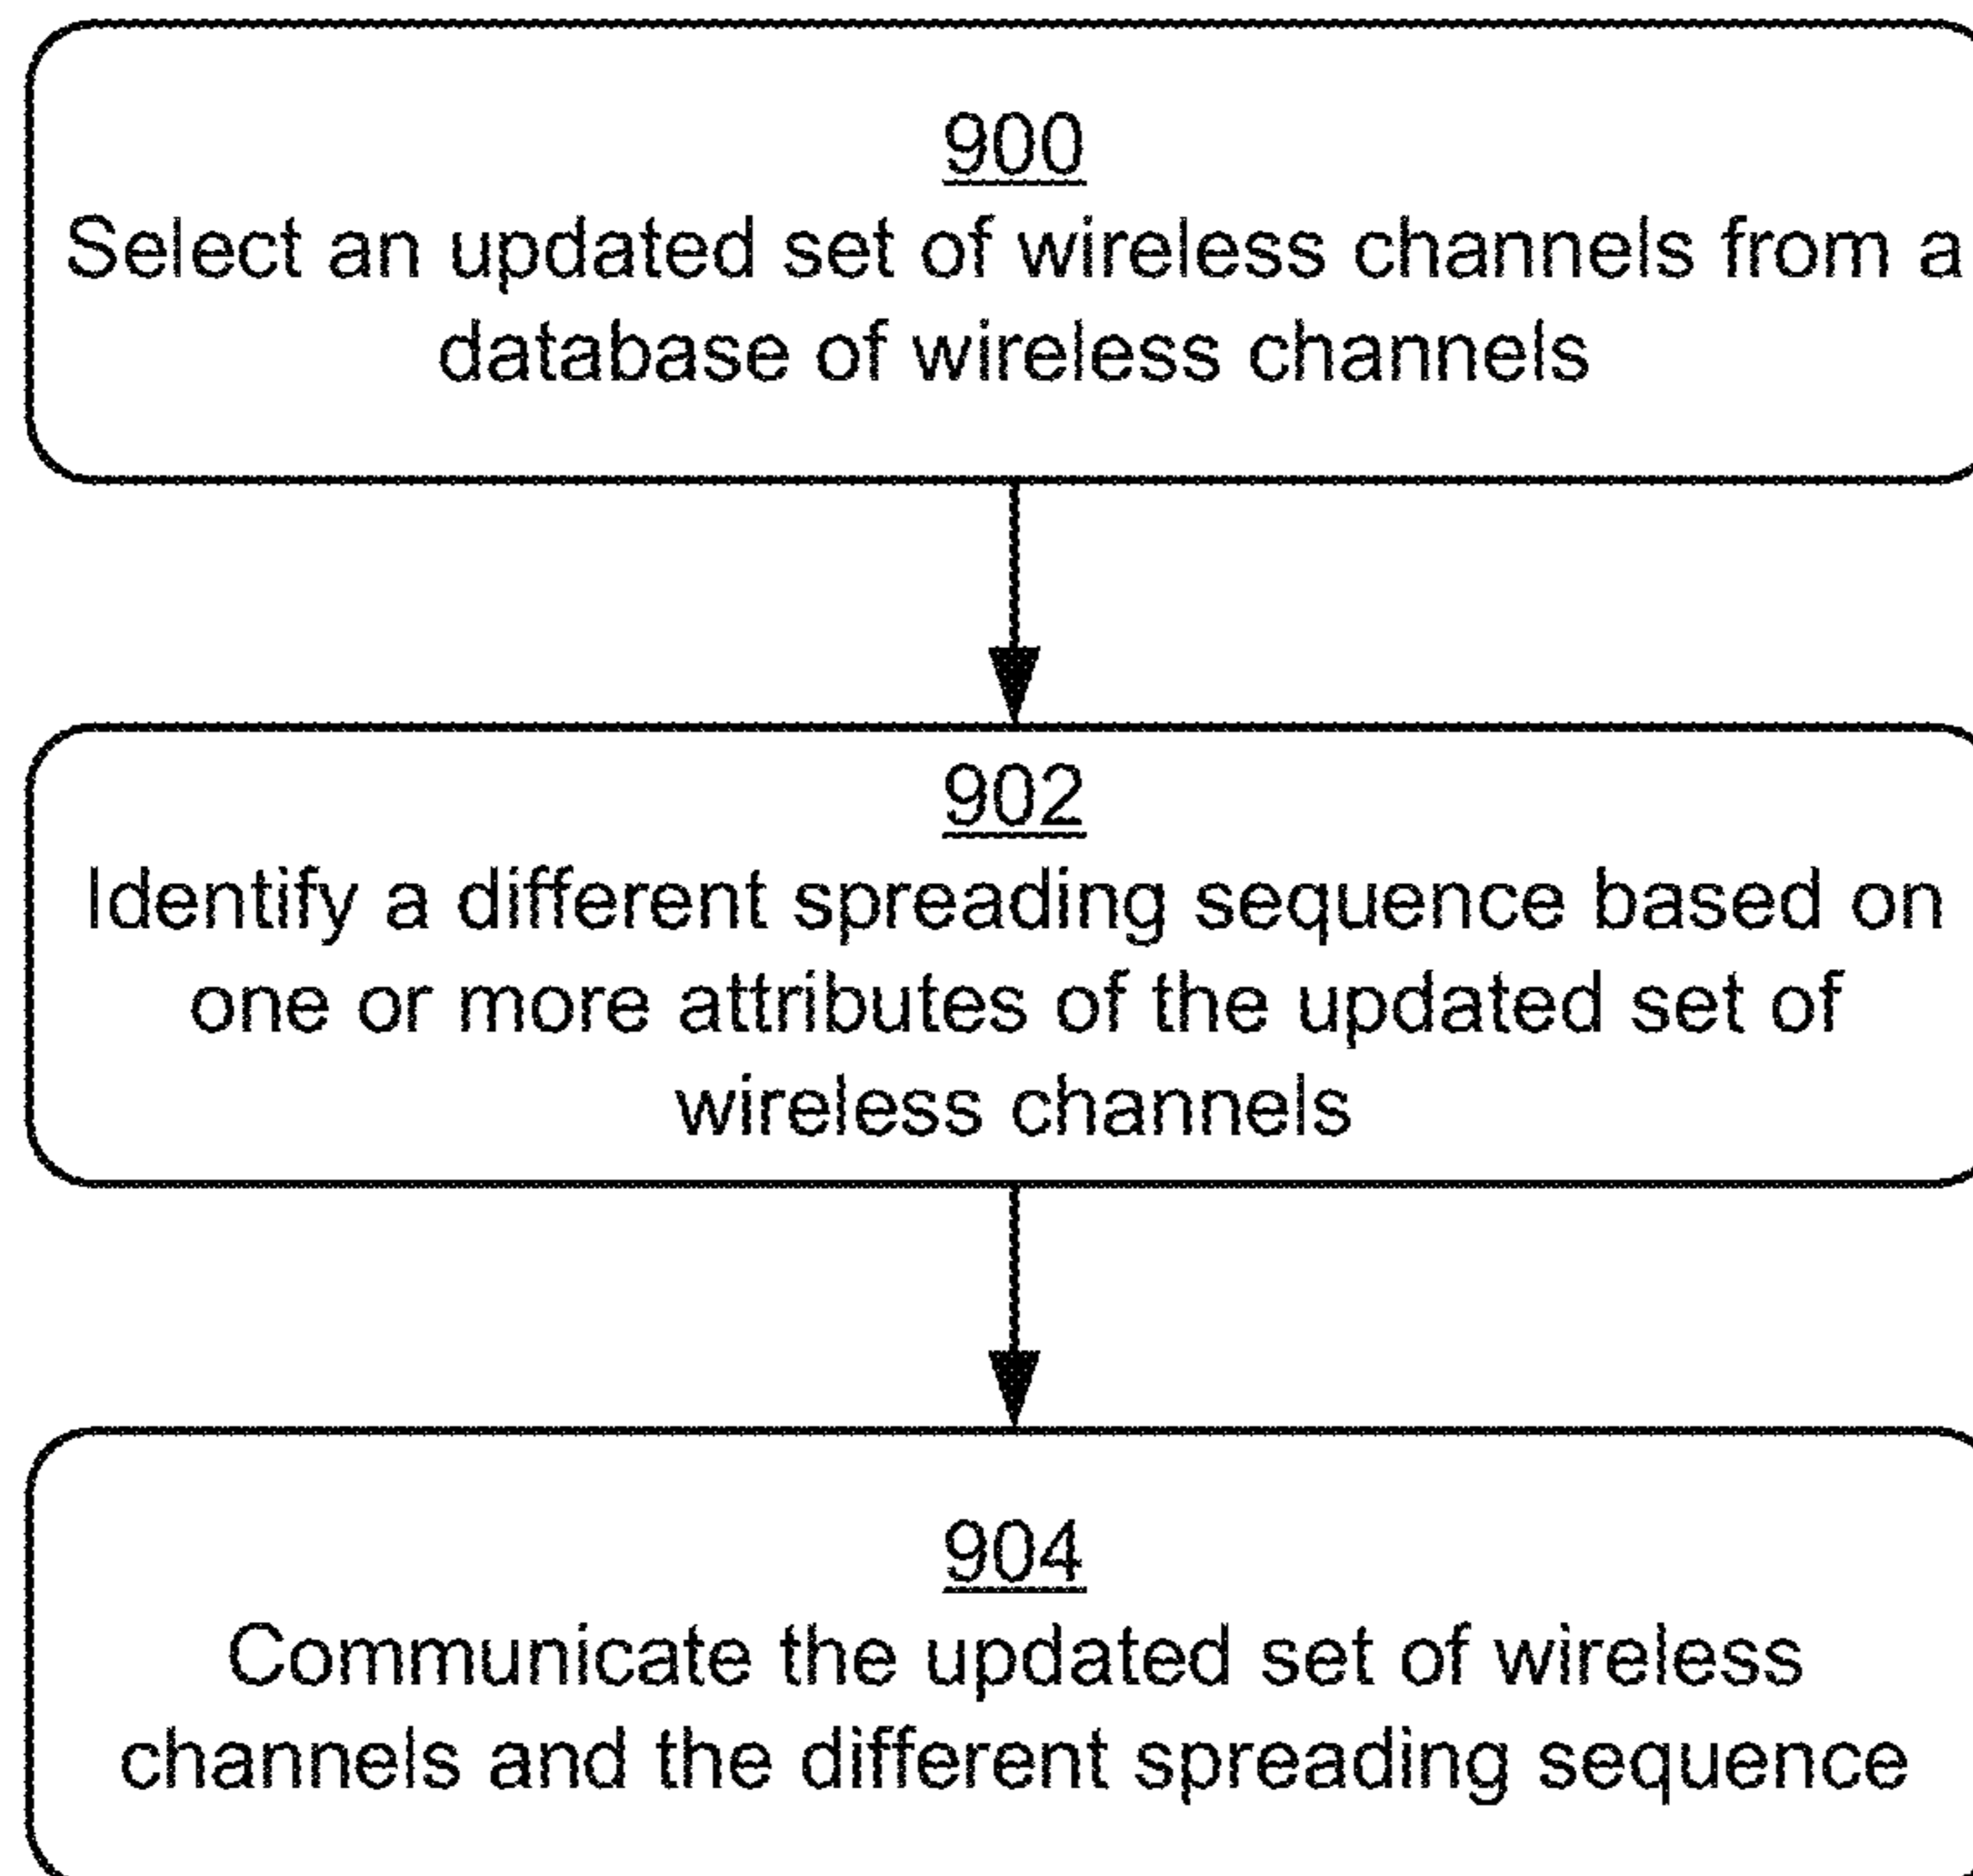 900
Select an updated set of wireless channels from a
database of wireless channels
902
Identify a different spreading sequence based on
one or more attributes of the updated set of
wireless channels
904
Communicate the updated set of wireless
channels and the different spreading sequence